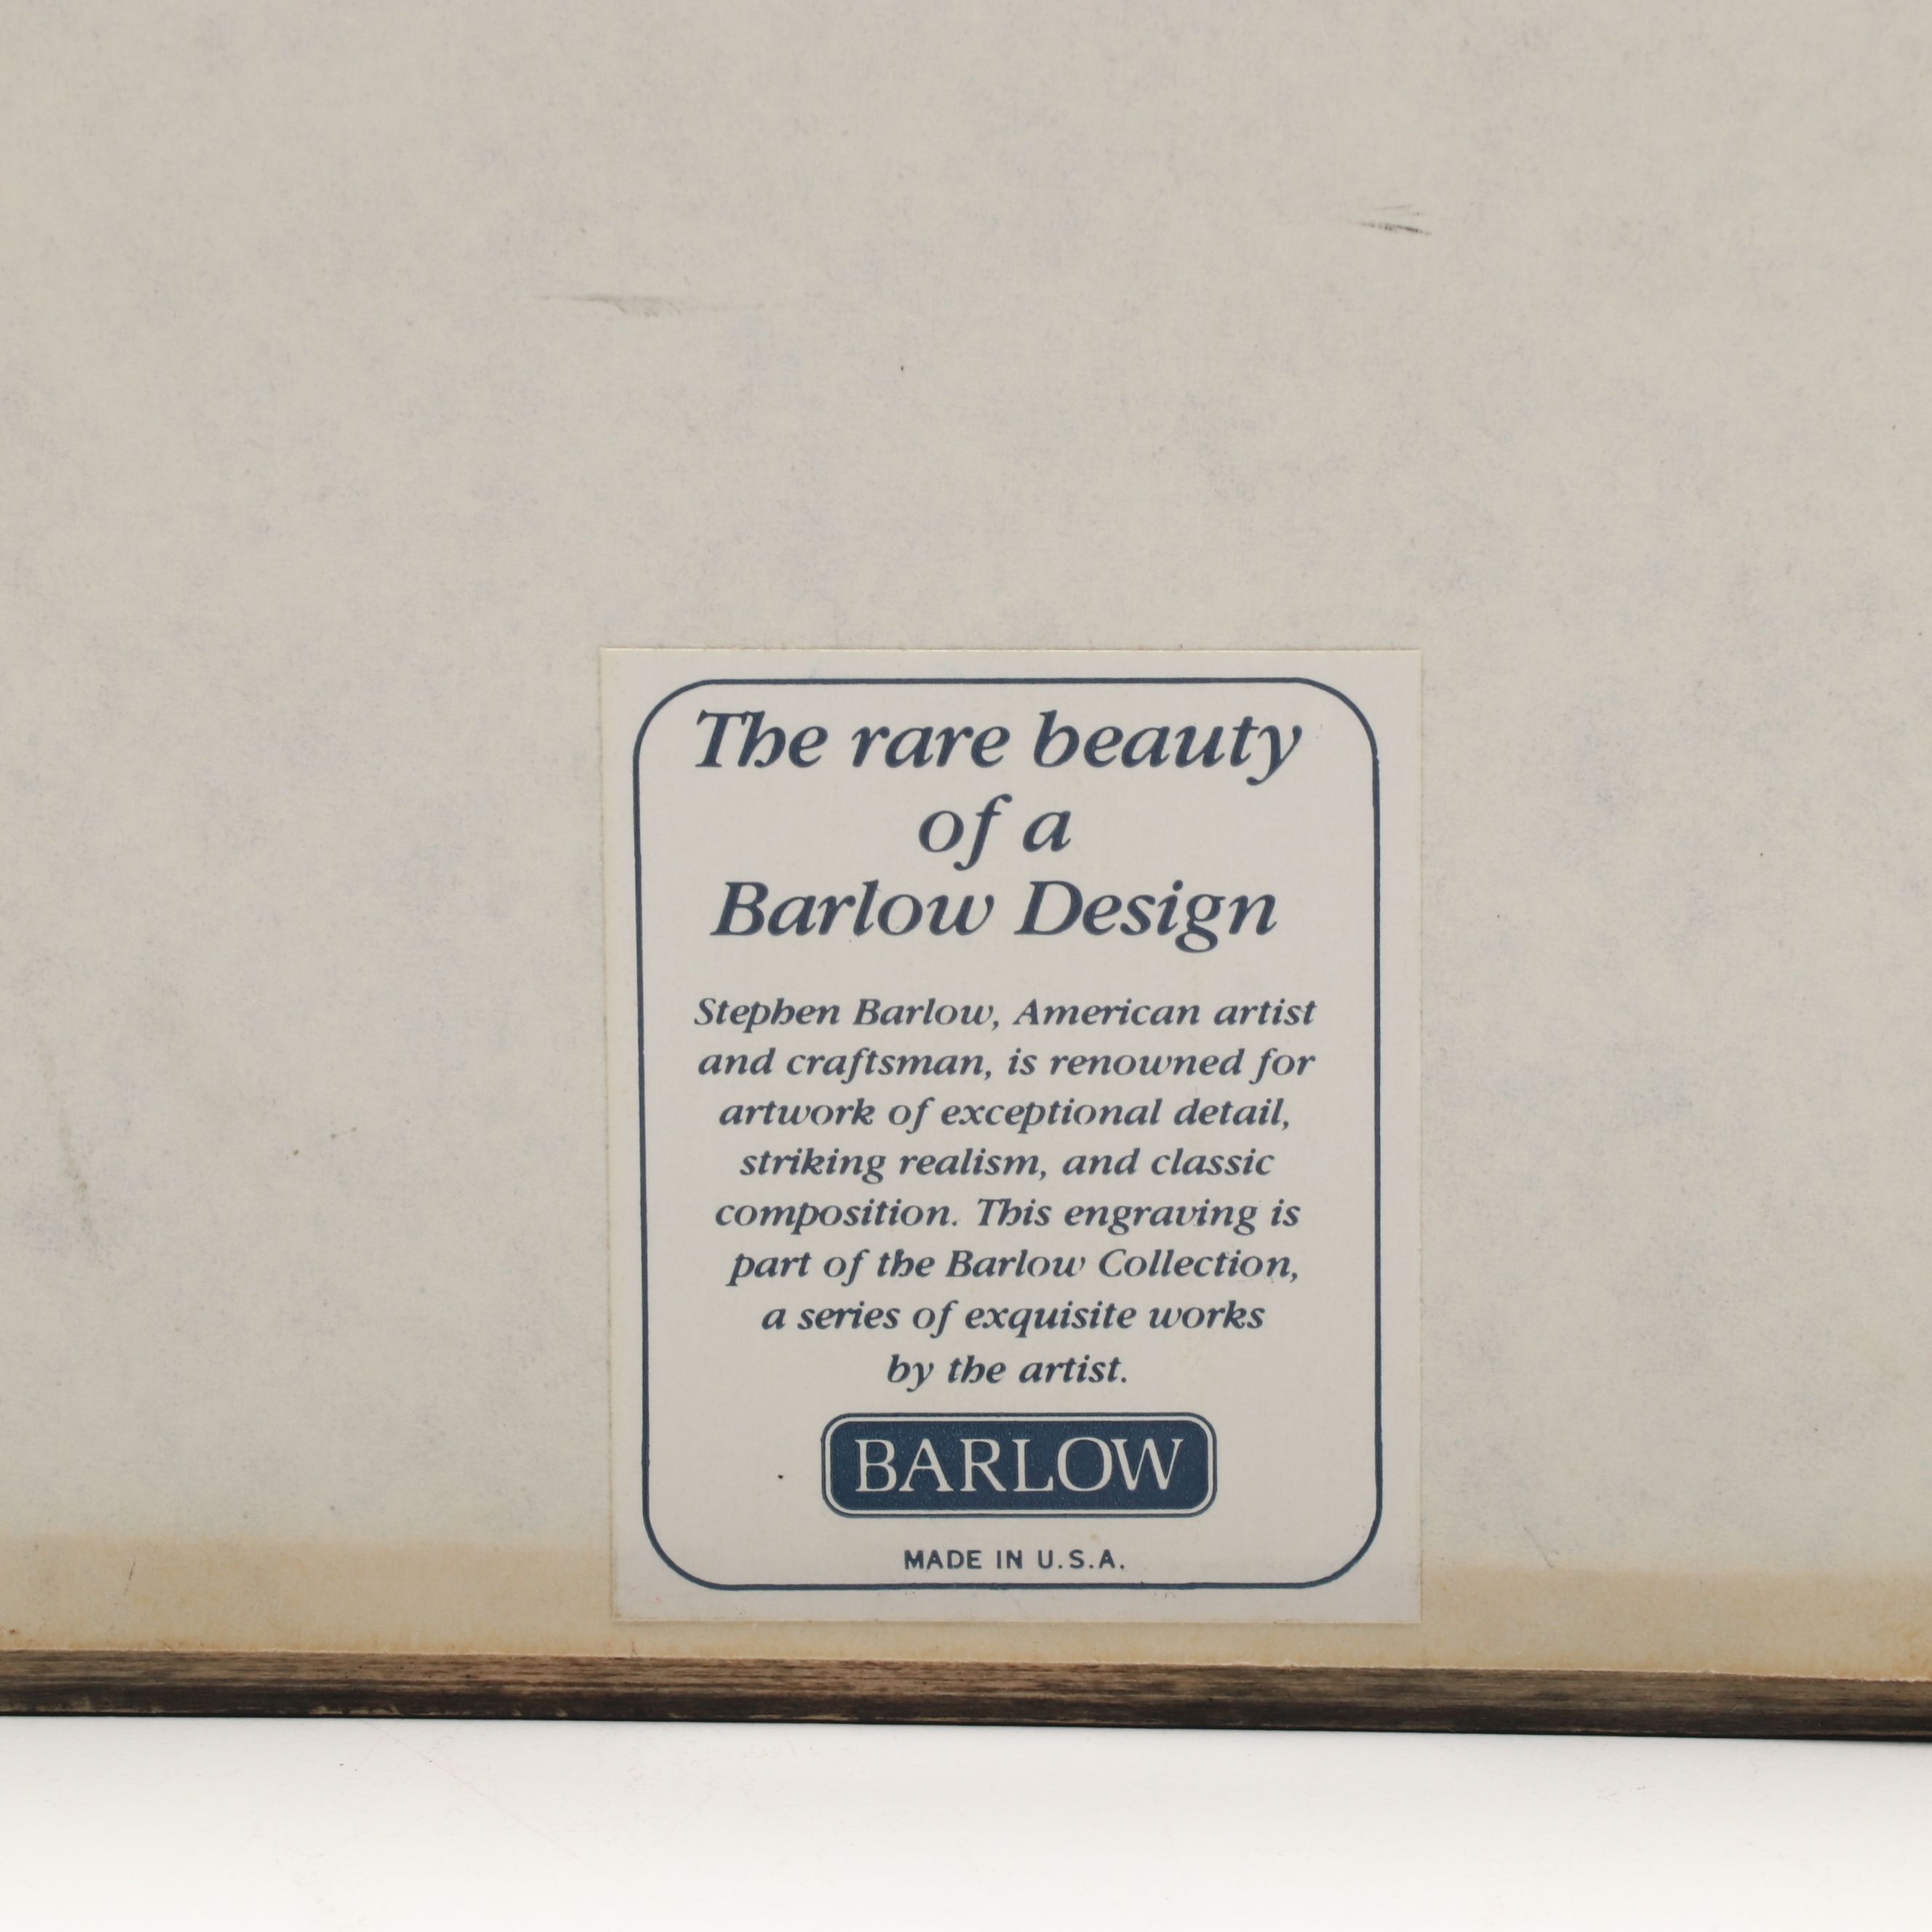 The rare beauty
of a
Barlow Design
Stephen Barlow, American artist
and craftsman, is renowned for
artwork of exceptional detail,
striking realism, and classic
composition. This engraving is
part of the Barlow Collection,
a series of exquisite works
by the artist.
BARLOW
MADE IN U.S.A.